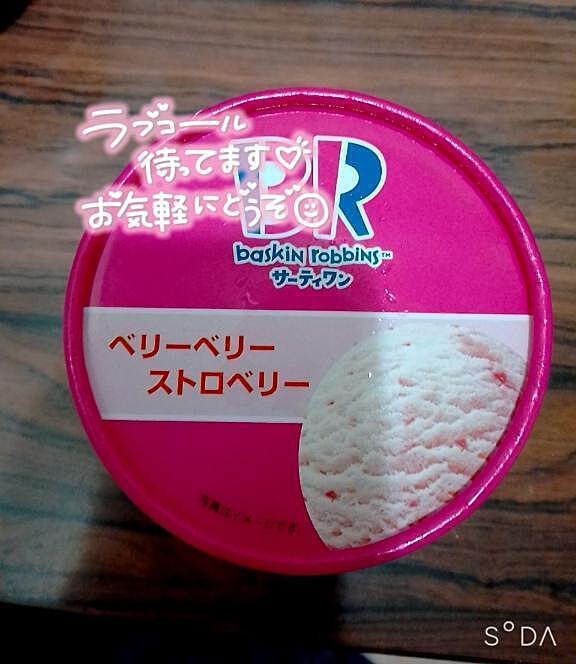 ラブコール
待ってます♡
お気軽にどうぞ☺
BR
baskin robbins™
サーティワン
ベリーベリー
ストロベリー
写真はイメージです。
S°DA